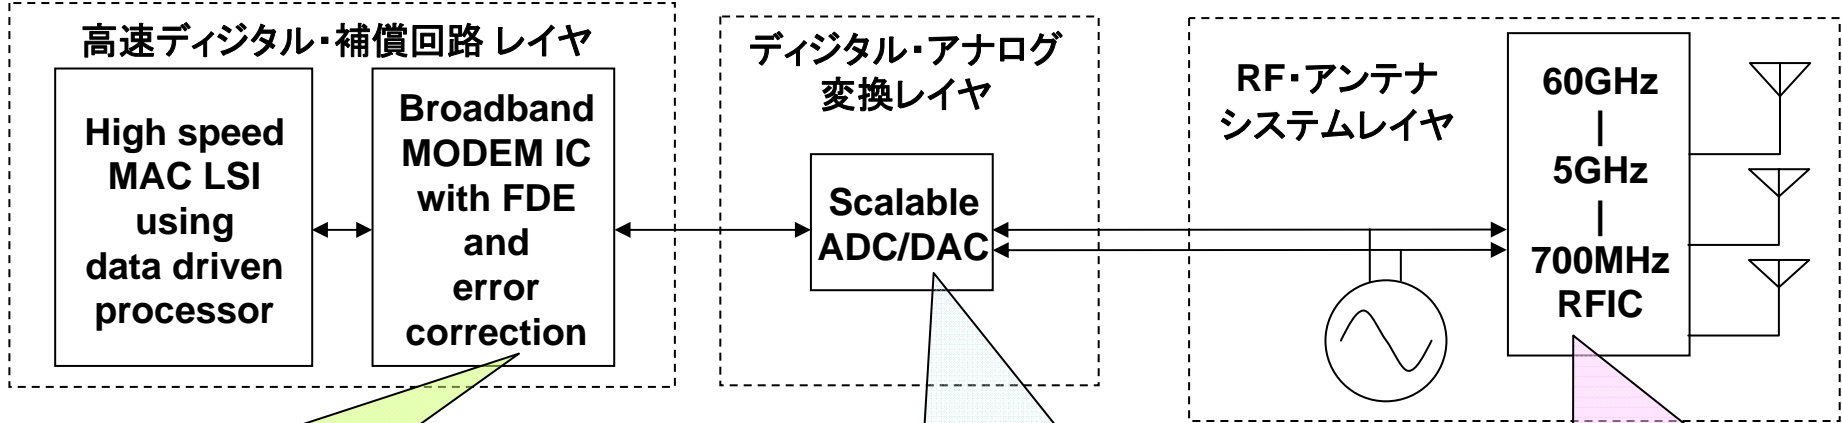 高速ディジタル・補償回路 レイヤ
High speed
MAC LSI
using
data driven
processor
Broadband
MODEM IC
with FDE
and
error
correction
ディジタル・アナログ
変換レイヤ
Scalable
ADC/DAC
RF・アンテナ
システムレイヤ
60GHz
|
5GHz
|
700MHz
RFIC